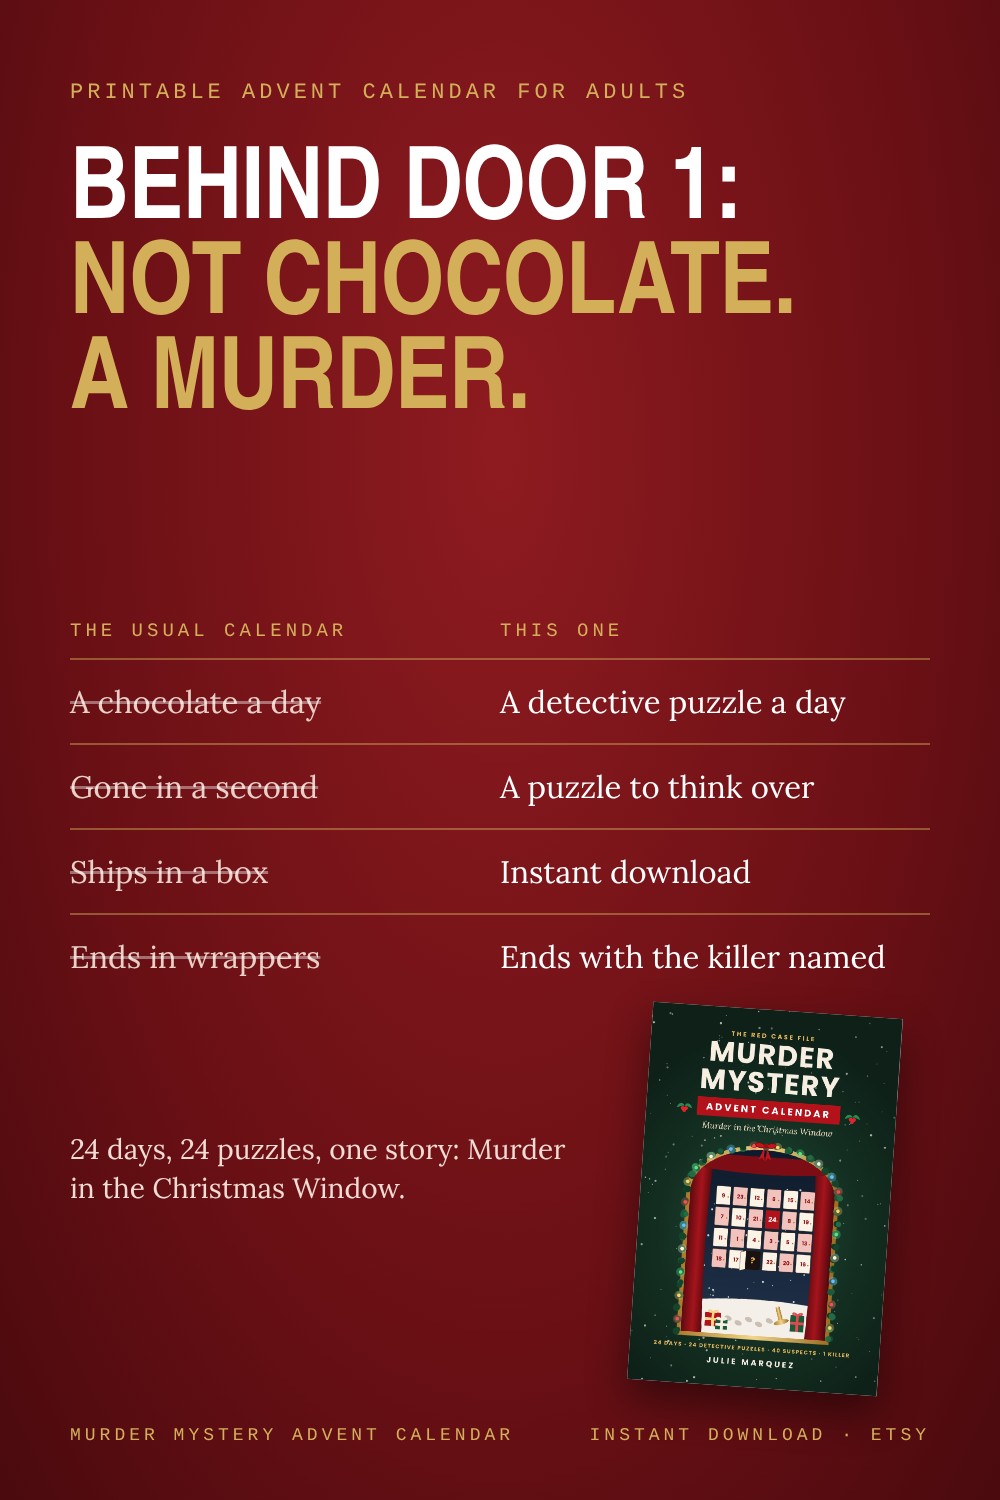 PRINTABLE ADVENT CALENDAR FOR ADULTS
BEHIND DOOR 1:
NOT CHOCOLATE.
A MURDER.
THE USUAL CALENDAR THIS ONE
A chocolate a day A detective puzzle a day
Gone in a second A puzzle to think over
Ships in a box Instant download
Ends in wrappers Ends with the killer named
24 days, 24 puzzles, one story: Murder
in the Christmas Window.
THE RED CASE FILE
MURDER
MYSTERY
ADVENT CALENDAR
Murder in the Christmas Window
24
?
24 DAYS · 24 DETECTIVE PUZZLES · 40 SUSPECTS · 1 KILLER
JULIE MARQUEZ
MURDER MYSTERY ADVENT CALENDAR INSTANT DOWNLOAD · ETSY